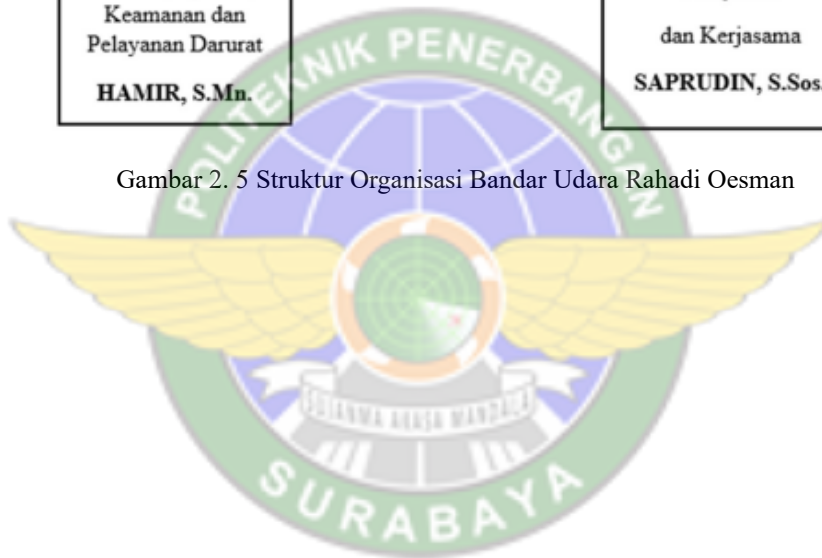 Keamanan dan
Pelayanan Darurat
HAMIR, S.Mn.
dan Kerjasama
SAPRUDIN, S.Sos.
POLITEKNIK PENERBANGAN
Gambar 2. 5 Struktur Organisasi Bandar Udara Rahadi Oesman
SURABAYA